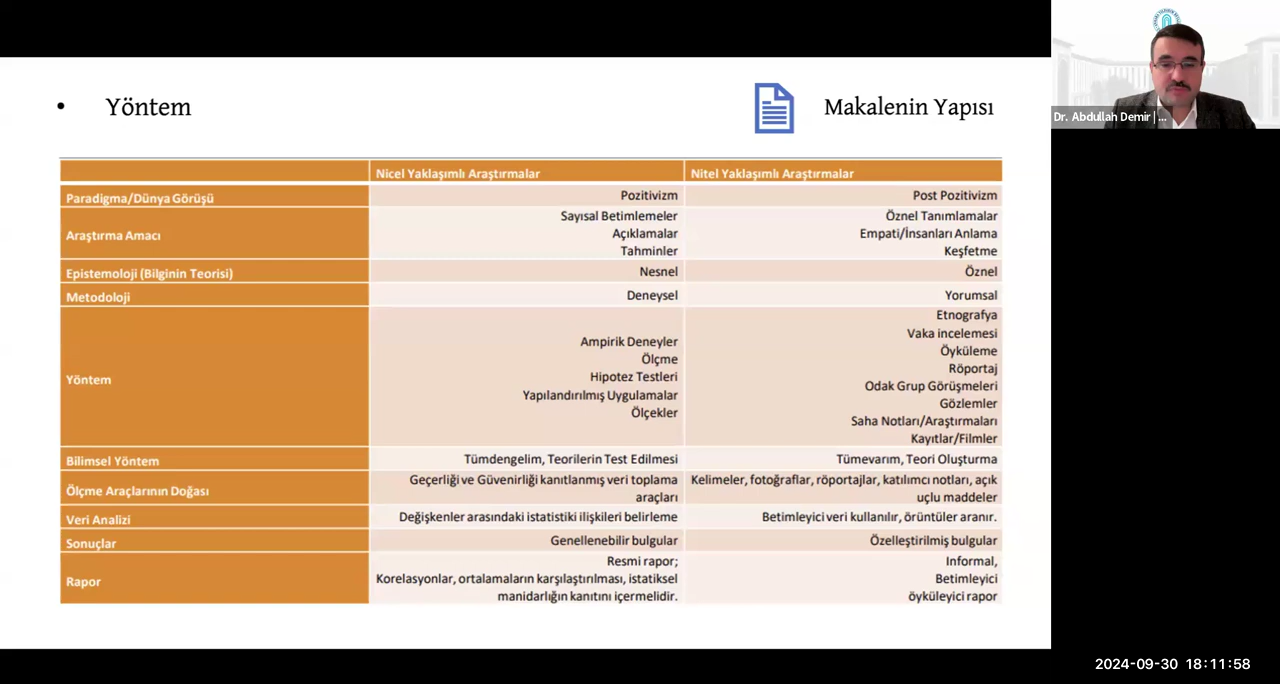 • Yöntem
Makalenin Yapısı
Dr. Abdullah Demir | ...
Nicel Yaklaşımlı Araştırmalar
Nitel Yaklaşımlı Araştırmalar
Paradigma/Dünya Görüşü
Pozitivizm
Post Pozitivizm
Araştırma Amacı
Sayısal Betimlemeler
Açıklamalar
Tahminler
Öznel Tanımlamalar
Empati/İnsanları Anlama
Keşfetme
Epistemoloji (Bilginin Teorisi)
Nesnel
Öznel
Metodoloji
Deneysel
Yorumsal
Yöntem
Ampirik Deneyler
Ölçme
Hipotez Testleri
Yapılandırılmış Uygulamalar
Ölçekler
Etnografya
Vaka incelemesi
Öyküleme
Röportaj
Odak Grup Görüşmeleri
Gözlemler
Saha Notları/Araştırmaları
Kayıtlar/Filmler
Bilimsel Yöntem
Tümdengelim, Teorilerin Test Edilmesi
Tümevarım, Teori Oluşturma
Ölçme Araçlarının Doğası
Geçerliği ve Güvenirliği kanıtlanmış veri toplama
araçları
Kelimeler, fotoğraflar, röportajlar, katılımcı notları, açık
uçlu maddeler
Veri Analizi
Değişkenler arasındaki istatistiki ilişkileri belirleme
Betimleyici veri kullanılır, örüntüler aranır.
Sonuçlar
Genellenebilir bulgular
Özelleştirilmiş bulgular
Rapor
Resmi rapor;
Korelasyonlar, ortalamaların karşılaştırılması, istatiksel
manidarlığın kanıtını içermelidir.
Informal,
Betimleyici
öyküleyici rapor
2024-09-30 18:11:58